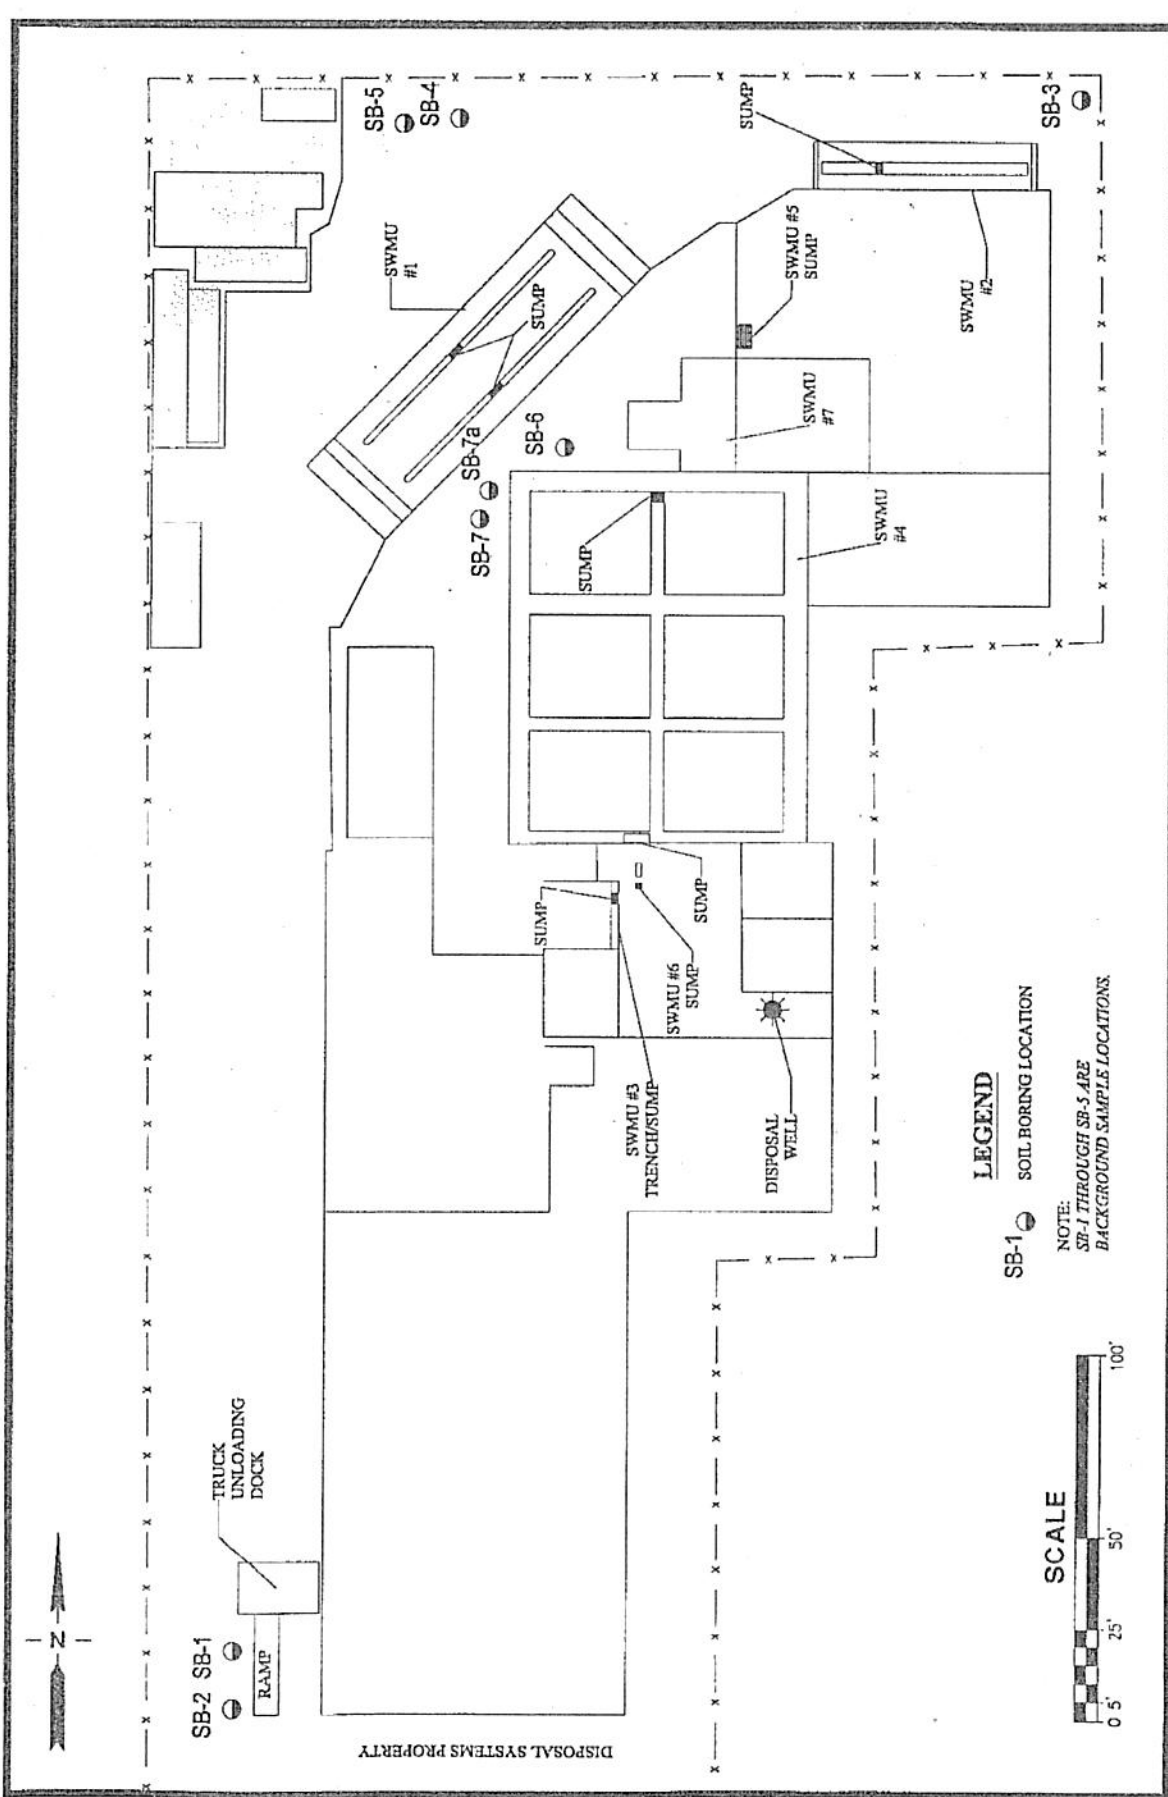 N
SB-2
SB-1
RAMP
TRUCK
UNLOADING
DOCK
DISPOSAL SYSTEMS PROPERTY
SB-5
SB-4
SWMU
#1
SUMP
SB-7a
SB-7
SB-6
SUMP
SB-3
SWMU #5
SUMP
SWMU
#2
SWMU
#7
SUMP
SWMU
#4
SUMP
SUMP
SWMU #6
SUMP
SWMU #3
TRENCH/SUMP
DISPOSAL
WELL
LEGEND
SB-1 SOIL BORING LOCATION
NOTE:
SB-1 THROUGH SB-5 ARE
BACKGROUND SAMPLE LOCATIONS.
SCALE
0 5' 25' 50' 100'